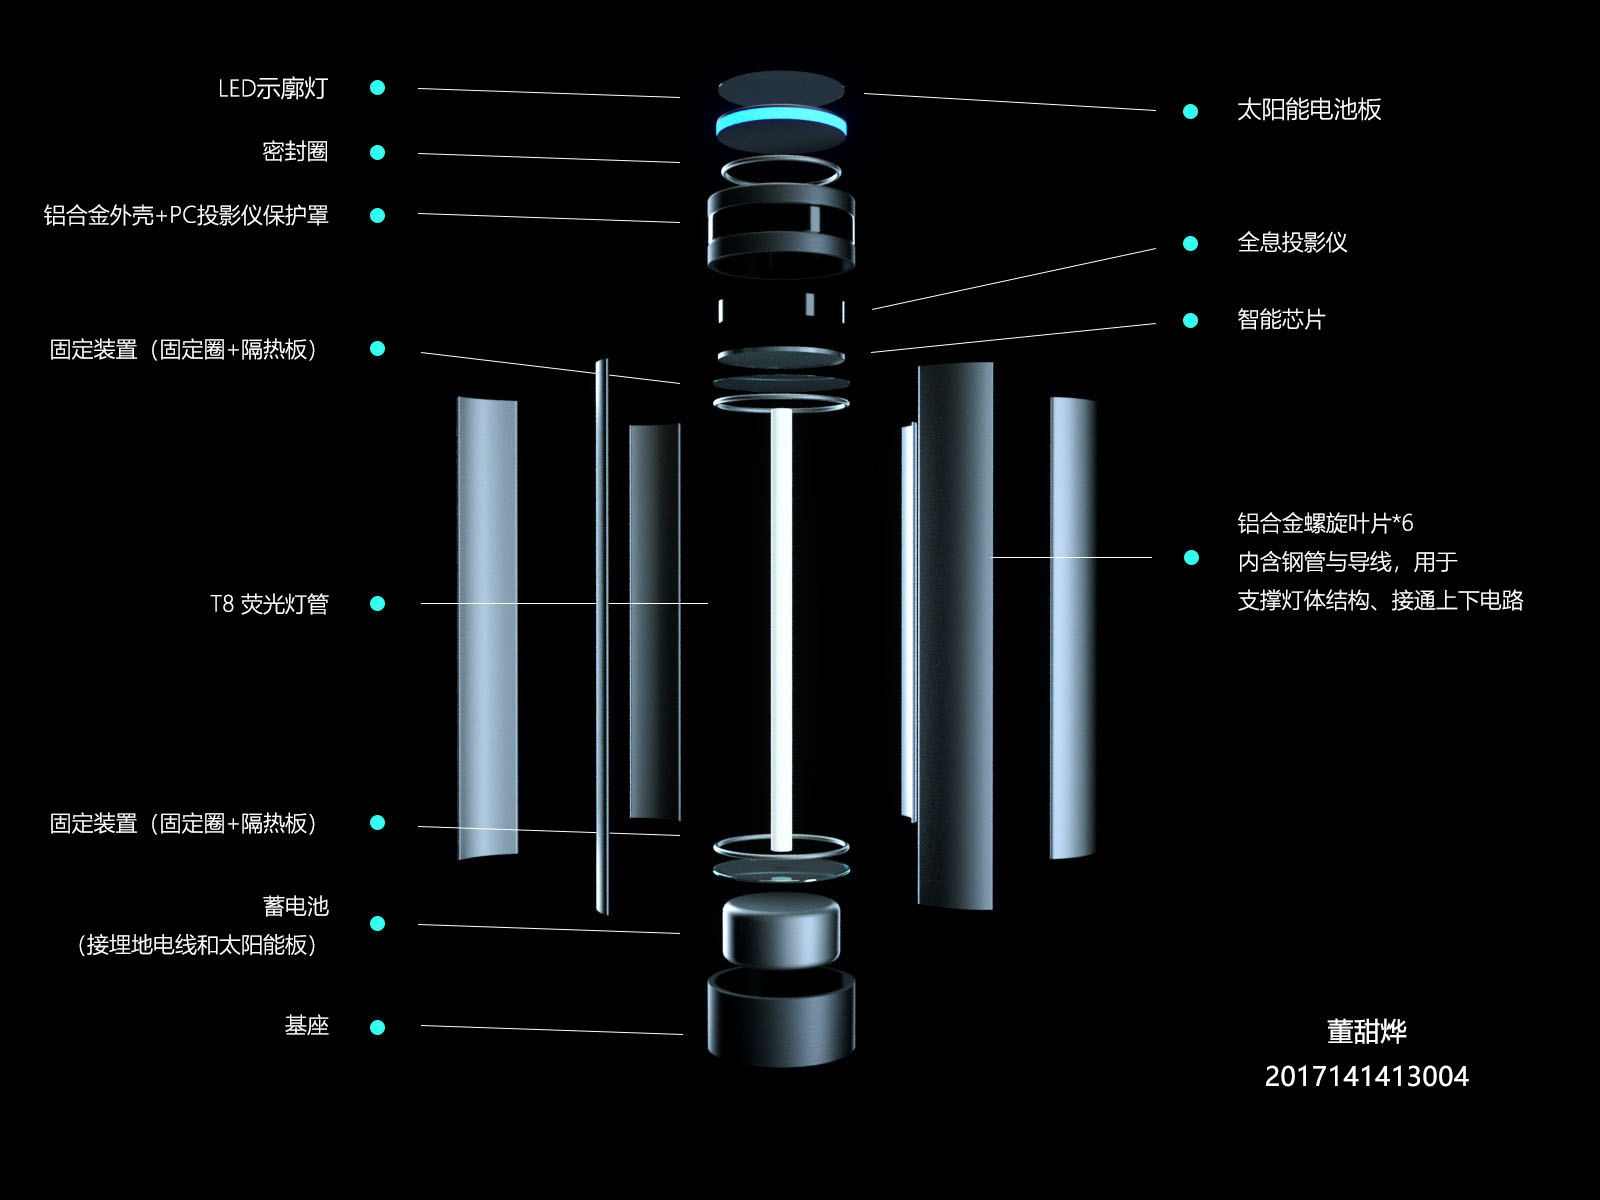 LED示廓灯
密封圈
铝合金外壳+PC投影仪保护罩
固定装置（固定圈+隔热板）
T8 荧光灯管
固定装置（固定圈+隔热板）
蓄电池
（接埋地电线和太阳能板）
基座
太阳能电池板
全息投影仪
智能芯片
铝合金螺旋叶片*6
内含钢管与导线，用于
支撑灯体结构、接通上下电路
董甜烨
2017141413004